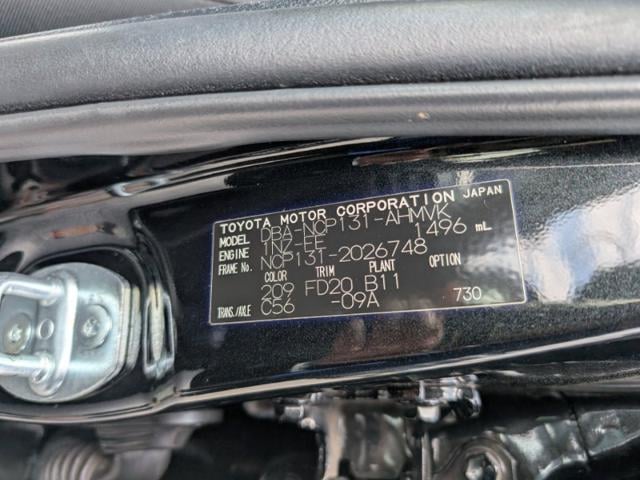 TOYOTA MOTOR CORPORATION JAPAN
MODEL DBA-NCP131-AHMVK
ENGINE 1NZ-FE 1496 mL
FRAME No. NCP131-2026748
COLOR TRIM PLANT OPTION
209 FD20 B11
TRANS./AXLE C56 -09A 730